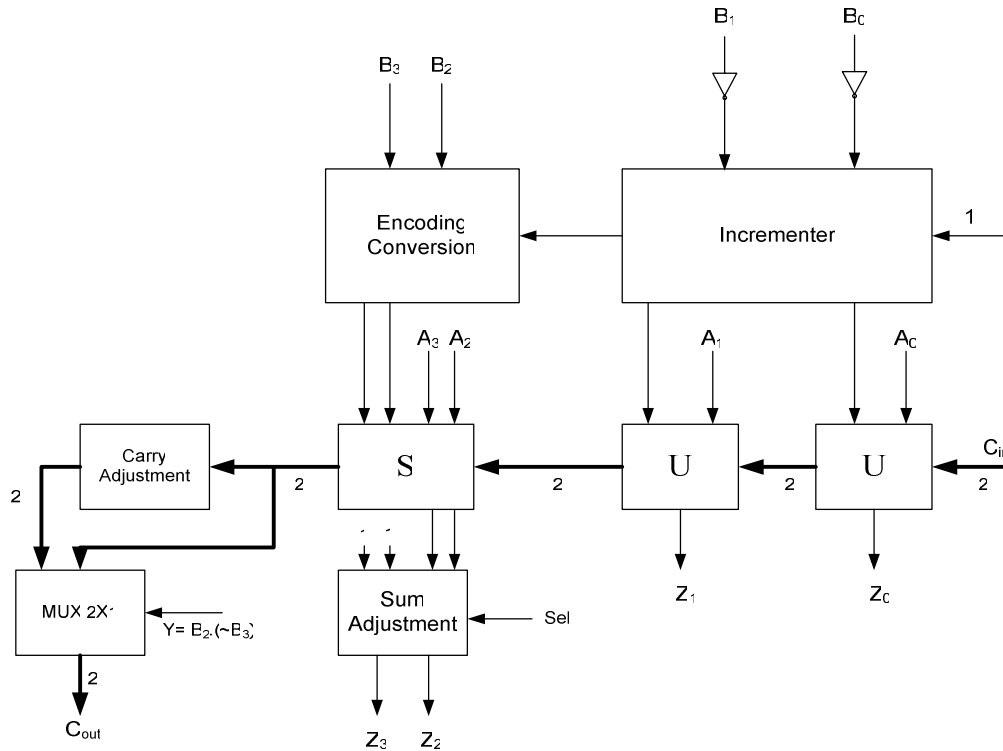 B₁ B₀
B₃ B₂
Encoding
Conversion
Incrementer
1
A₃ A₂ A₁ A₀
Carry
Adjustment
S
U
U
Cᵢₙ
2
2
2
2
2
MUX 2X1
Y= B₂.(~B₃)
Sum
Adjustment
Sel
Z₁ Z₀
2
Cₒᵤₜ
Z₃ Z₂